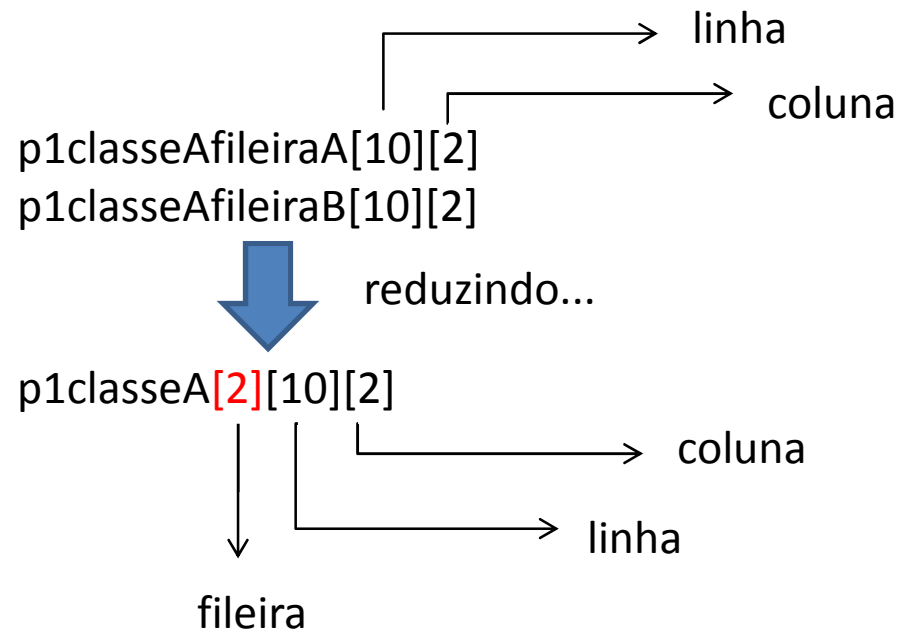 linha
coluna
p1classeAfileiraA[10][2]
p1classeAfileiraB[10][2]
reduzindo...
p1classeA[2][10][2]
coluna
linha
fileira